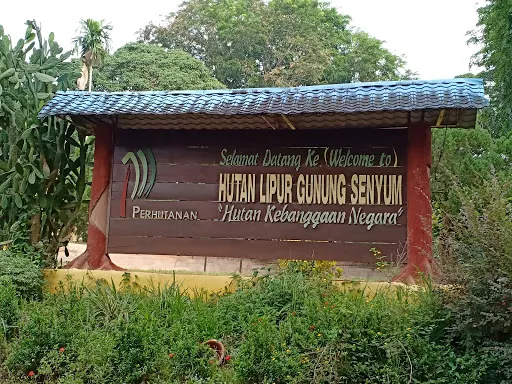 Selamat Datang Ke (Welcome to)
HUTAN LIPUR GUNUNG SENYUM
"Hutan Kebanggaan Negara"
PERHUTANAN